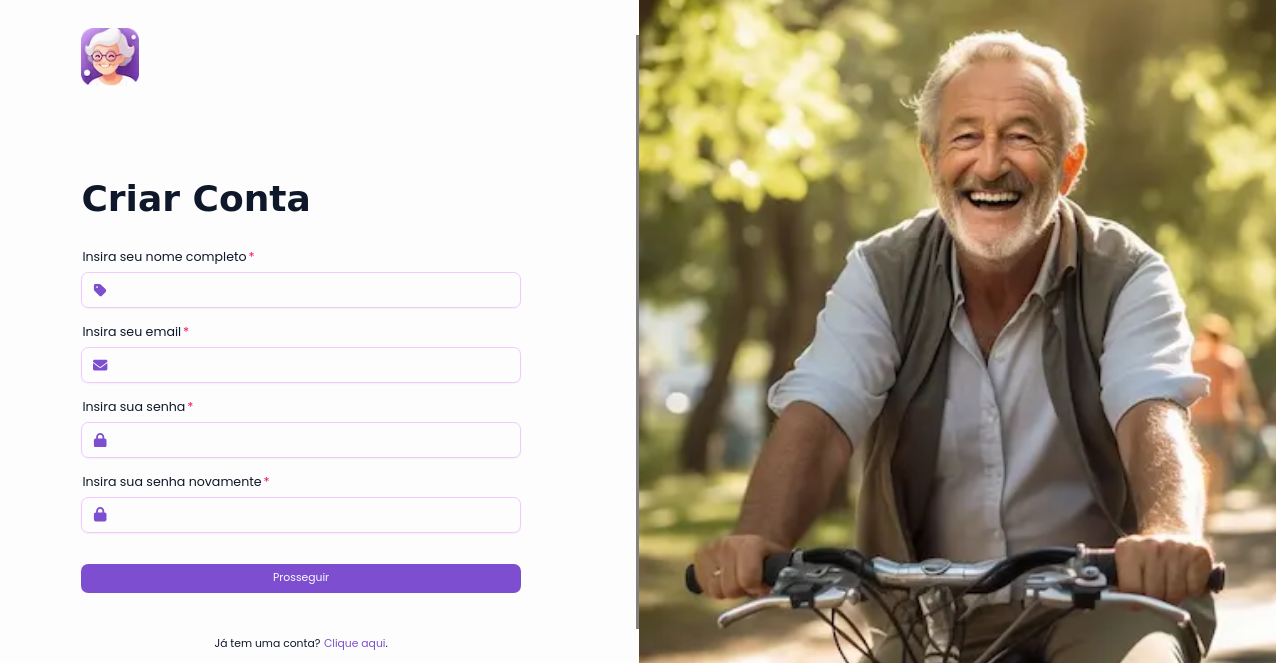 Criar Conta
Insira seu nome completo*
Insira seu email*
Insira sua senha*
Insira sua senha novamente*
Prosseguir
Já tem uma conta? Clique aqui.